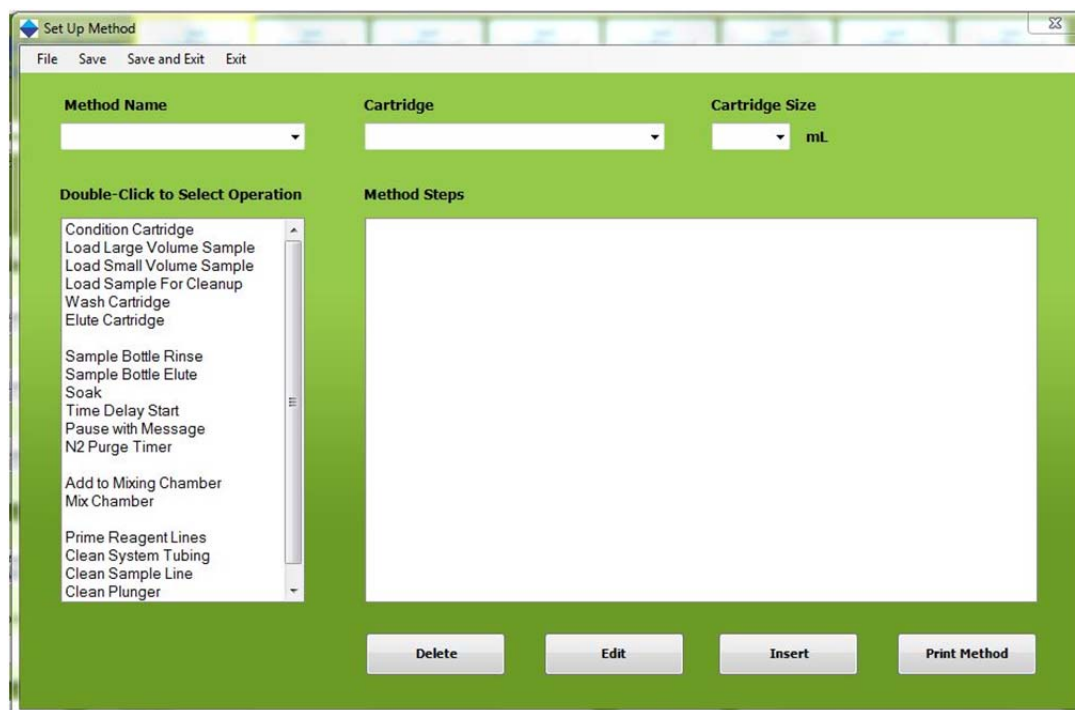 Set Up Method
File Save Save and Exit Exit
Method Name Cartridge Cartridge Size
mL
Double-Click to Select Operation Method Steps
Condition Cartridge
Load Large Volume Sample
Load Small Volume Sample
Load Sample For Cleanup
Wash Cartridge
Elute Cartridge
Sample Bottle Rinse
Sample Bottle Elute
Soak
Time Delay Start
Pause with Message
N2 Purge Timer
Add to Mixing Chamber
Mix Chamber
Prime Reagent Lines
Clean System Tubing
Clean Sample Line
Clean Plunger
Delete Edit Insert Print Method